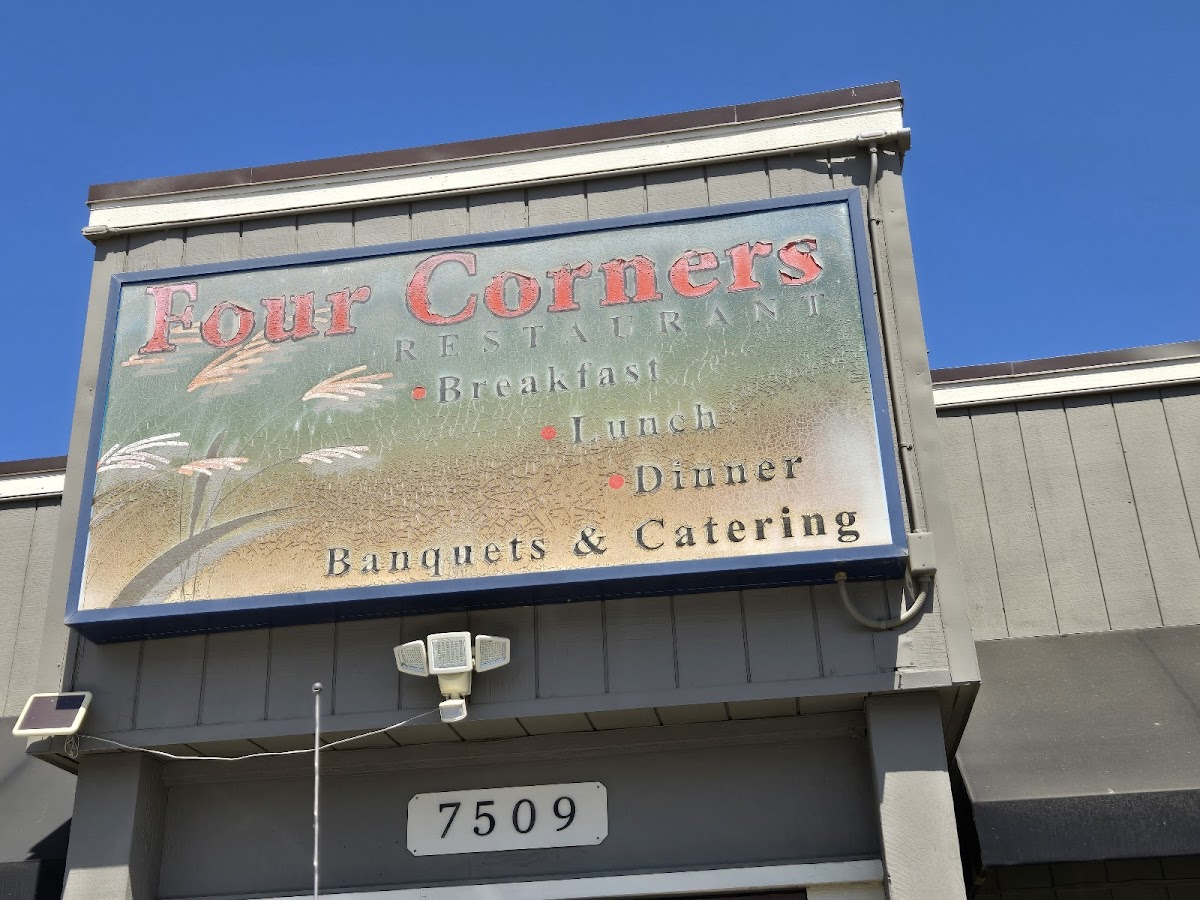 Four Corners
RESTAURANT
• Breakfast
• Lunch
• Dinner
Banquets & Catering
7509